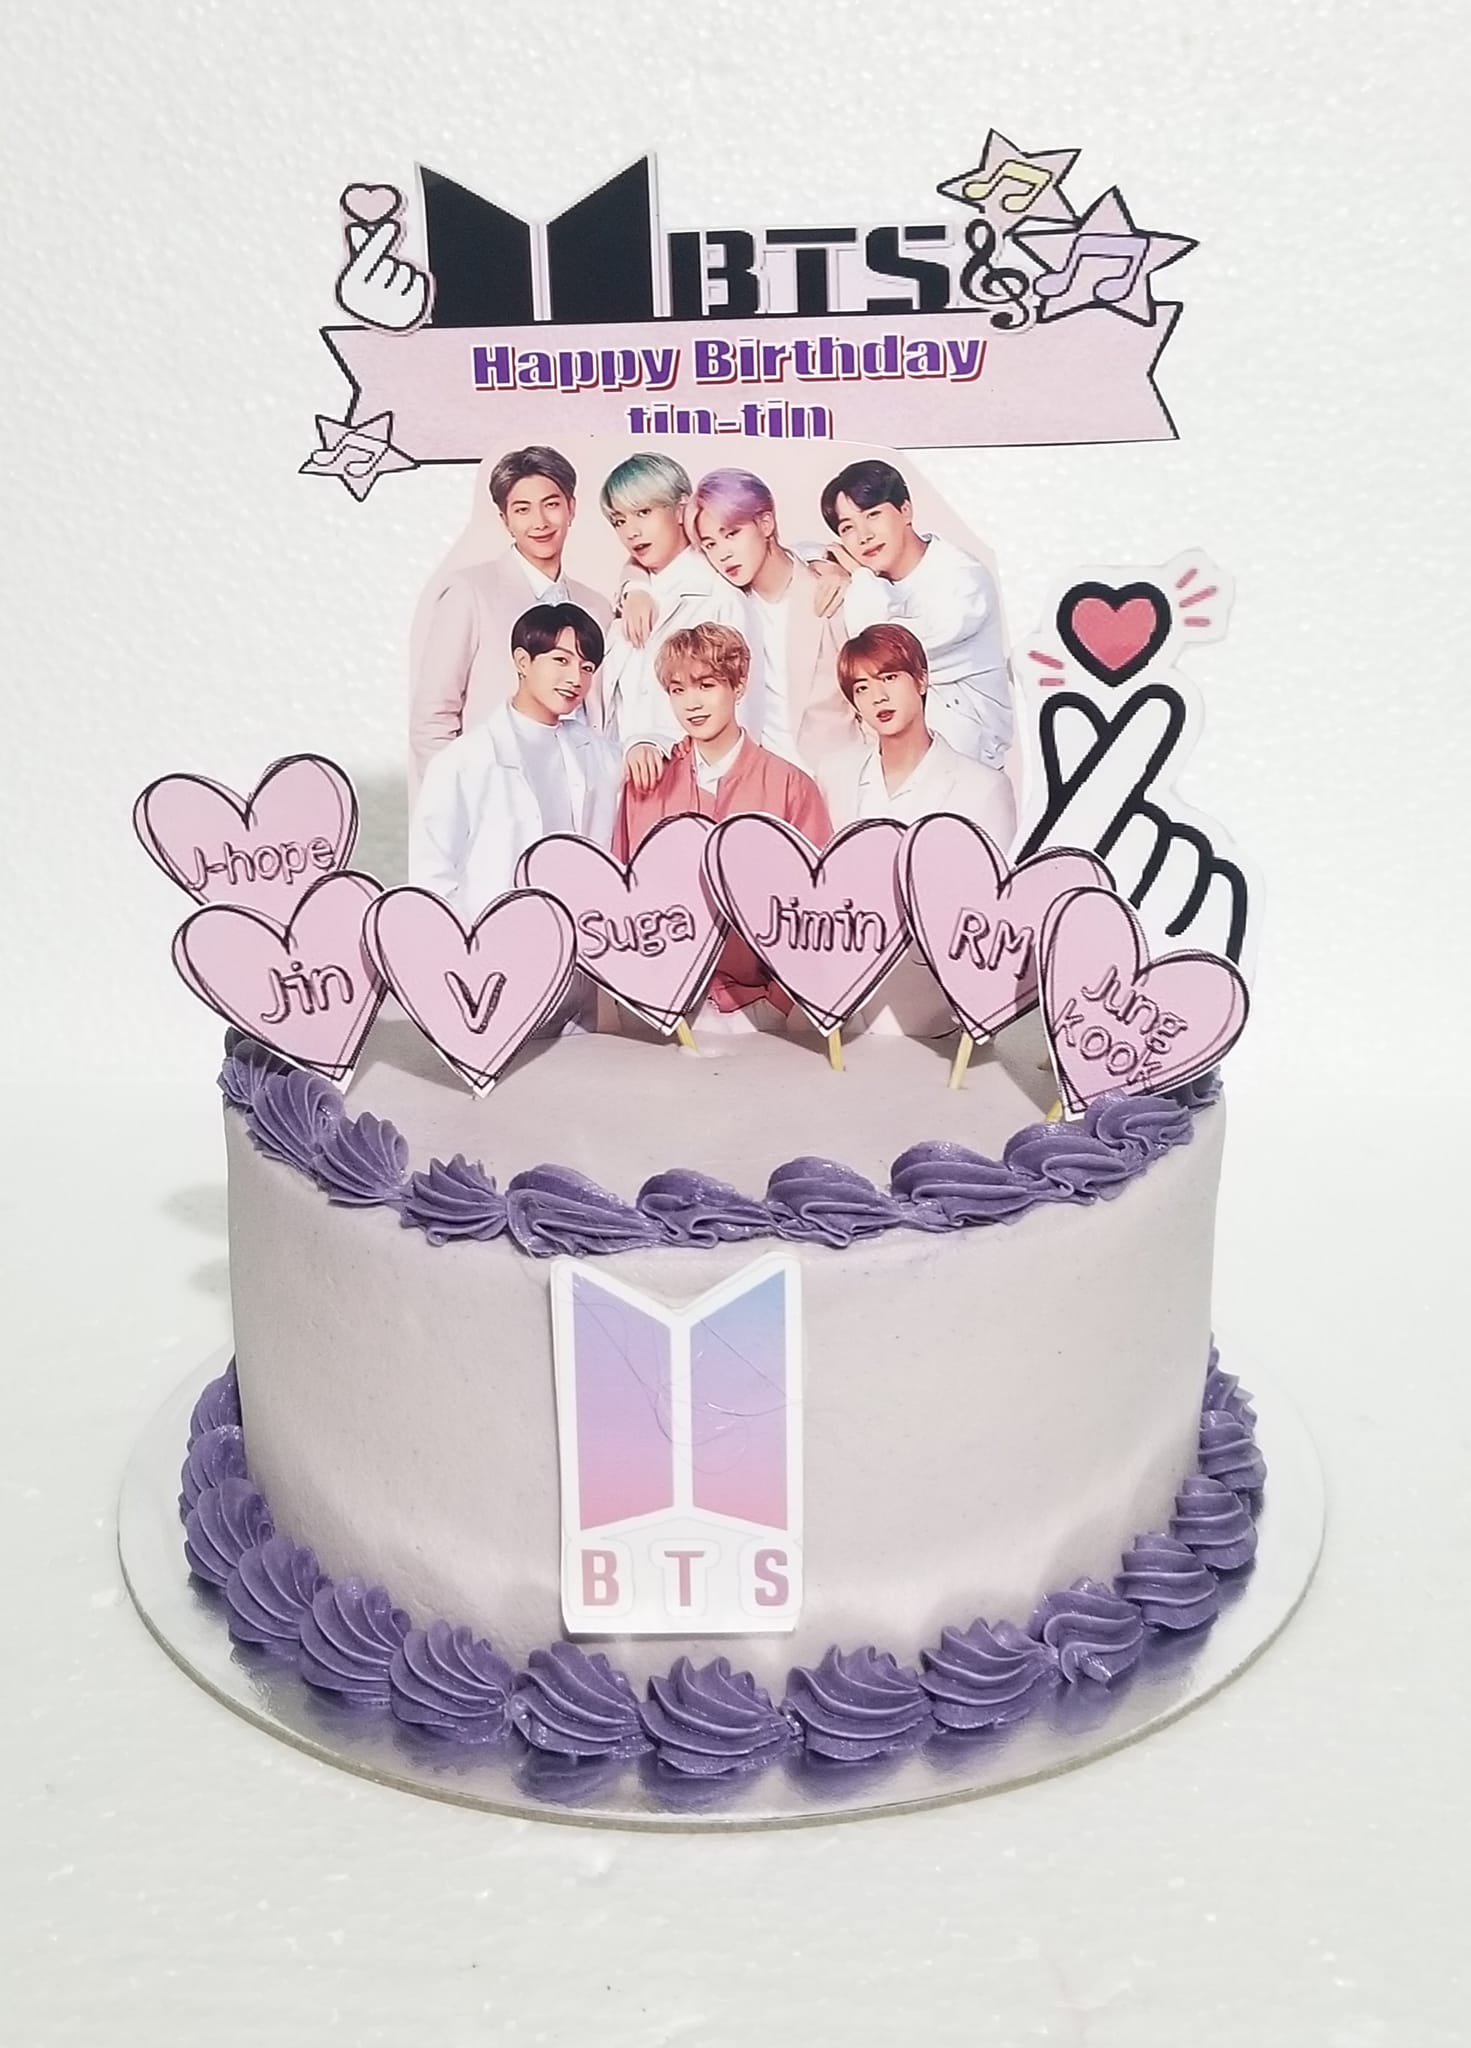 BTS
Happy Birthday
tin-tin
J-hope
Jin
V
Suga
Jimin
RM
Jung
kook
BTS